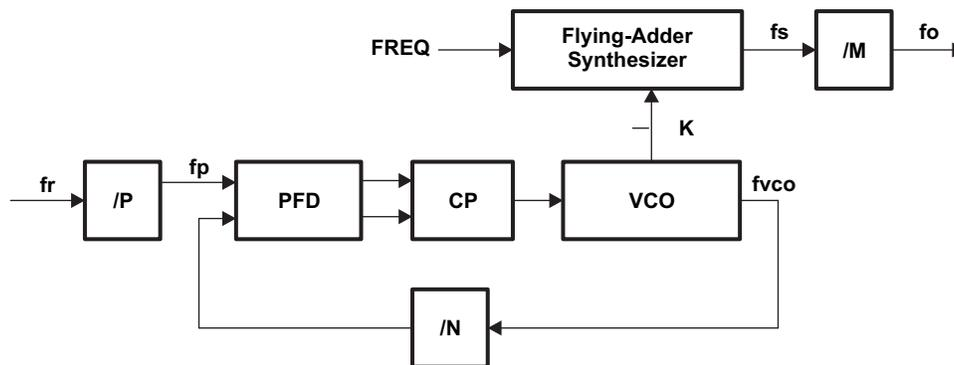 FREQ
Flying-Adder
Synthesizer
fs
/M
fo
K
fr
/P
fp
PFD
CP
VCO
fvco
/N